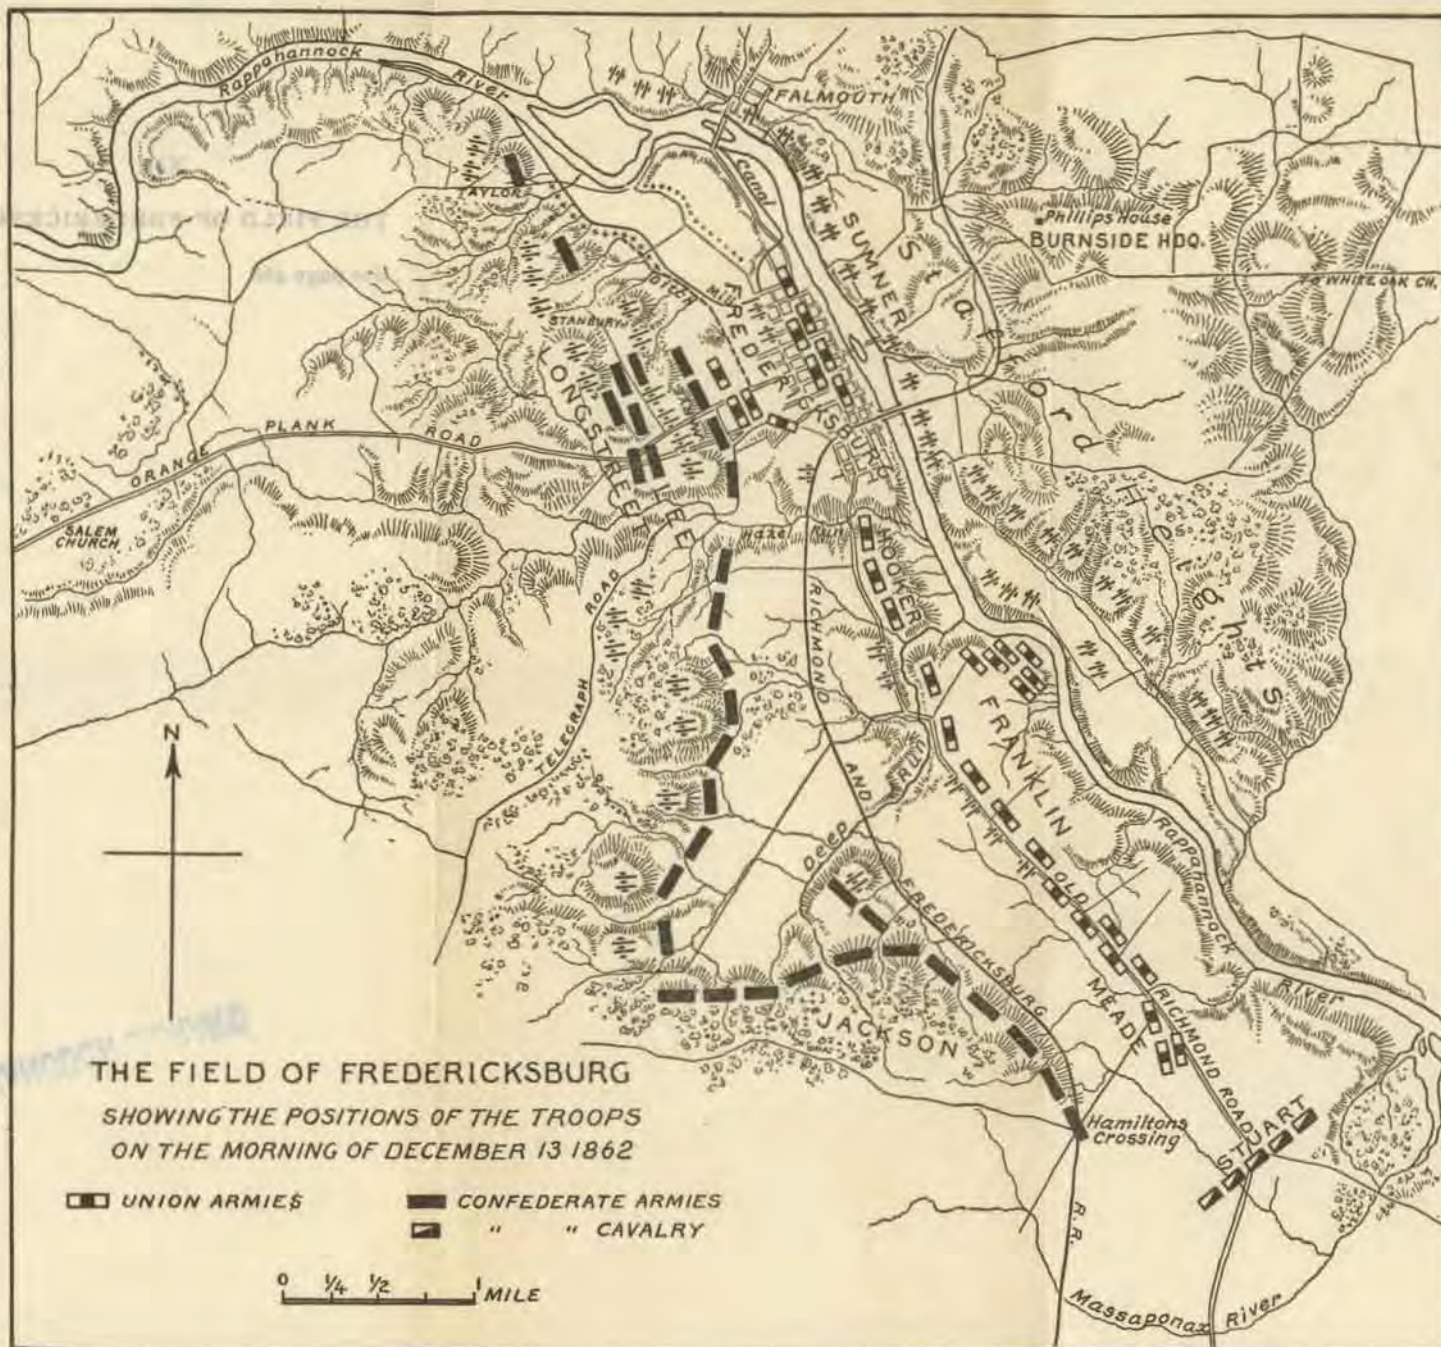 Rappahannock River
FALMOUTH
Canal
TAYLOR
SUMNER
Stafford Heights
Phillips House
BURNSIDE HDQ.
TO WHITE OAK CH.
Ditch
Mill
FREDERICKSBURG
STANBURY
LONGSTREET
LEE
ORANGE PLANK ROAD
SALEM
CHURCH
Hazel Run
HOOKER
TELEGRAPH ROAD
RICHMOND AND FREDERICKSBURG R.R.
FRANKLIN
Deep Run
Rappahannock River
OLD RICHMOND ROAD
MEADE
JACKSON
STUART
Hamiltons
Crossing
Massaponax River
N
THE FIELD OF FREDERICKSBURG
SHOWING THE POSITIONS OF THE TROOPS
ON THE MORNING OF DECEMBER 13 1862
UNION ARMIES
CONFEDERATE ARMIES
" " CAVALRY
0 1/4 1/2 1 MILE